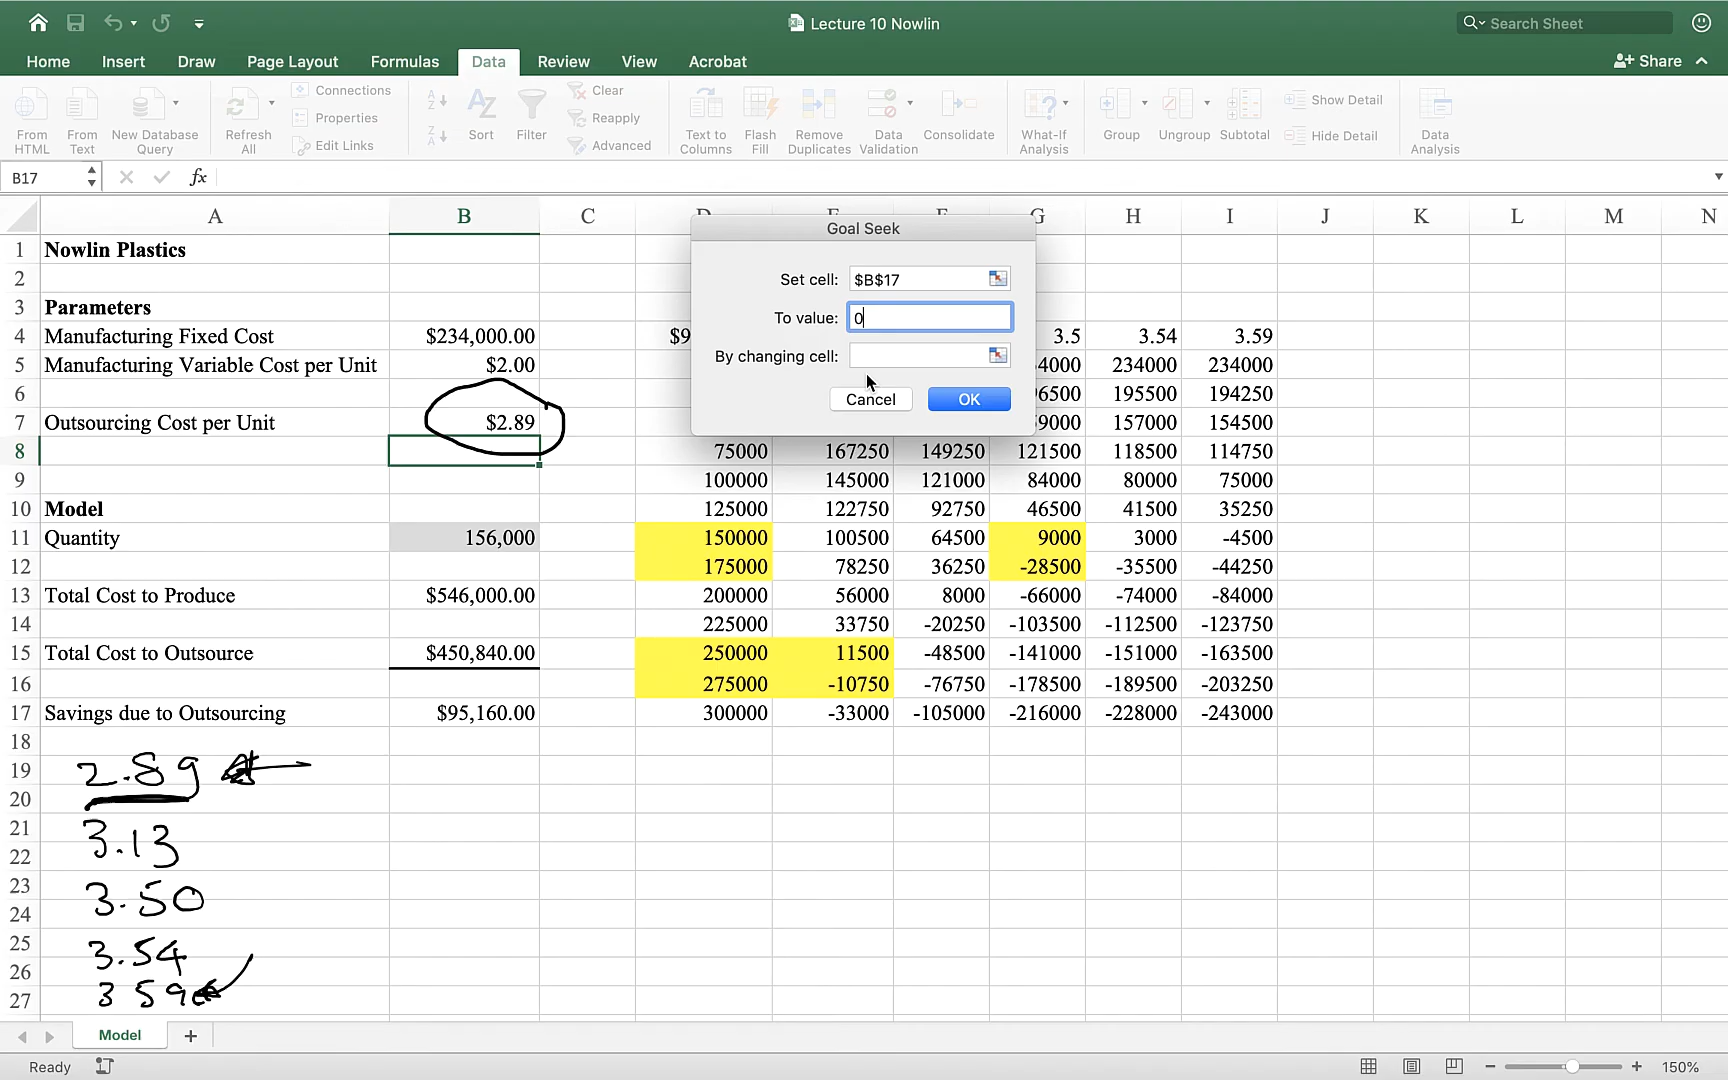 Lecture 10 Nowlin
Search Sheet
Home Insert Draw Page Layout Formulas Data Review View Acrobat
Share
From HTML
From Text
New Database Query
Refresh All
Connections
Properties
Edit Links
Sort
Filter
Clear
Reapply
Advanced
Text to Columns
Flash Fill
Remove Duplicates
Data Validation
Consolidate
What-If Analysis
Group
Ungroup
Subtotal
Show Detail
Hide Detail
Data Analysis
B17 fx
A B C D E F G H I J K L M N
Goal Seek
Set cell: $B$17
To value: 0
By changing cell:
Cancel OK
1 Nowlin Plastics
2
3 Parameters
4 Manufacturing Fixed Cost $234,000.00 $9 3.5 3.54 3.59
5 Manufacturing Variable Cost per Unit $2.00 4000 234000 234000
6 6500 195500 194250
7 Outsourcing Cost per Unit $2.89 9000 157000 154500
8 75000 167250 149250 121500 118500 114750
9 100000 145000 121000 84000 80000 75000
10 Model 125000 122750 92750 46500 41500 35250
11 Quantity 156,000 150000 100500 64500 9000 3000 -4500
12 175000 78250 36250 -28500 -35500 -44250
13 Total Cost to Produce $546,000.00 200000 56000 8000 -66000 -74000 -84000
14 225000 33750 -20250 -103500 -112500 -123750
15 Total Cost to Outsource $450,840.00 250000 11500 -48500 -141000 -151000 -163500
16 275000 -10750 -76750 -178500 -189500 -203250
17 Savings due to Outsourcing $95,160.00 300000 -33000 -105000 -216000 -228000 -243000
18
19 2.89
20
21 3.13
22
23 3.50
24
25 3.54
26
27 3 59
Model
Ready
150%